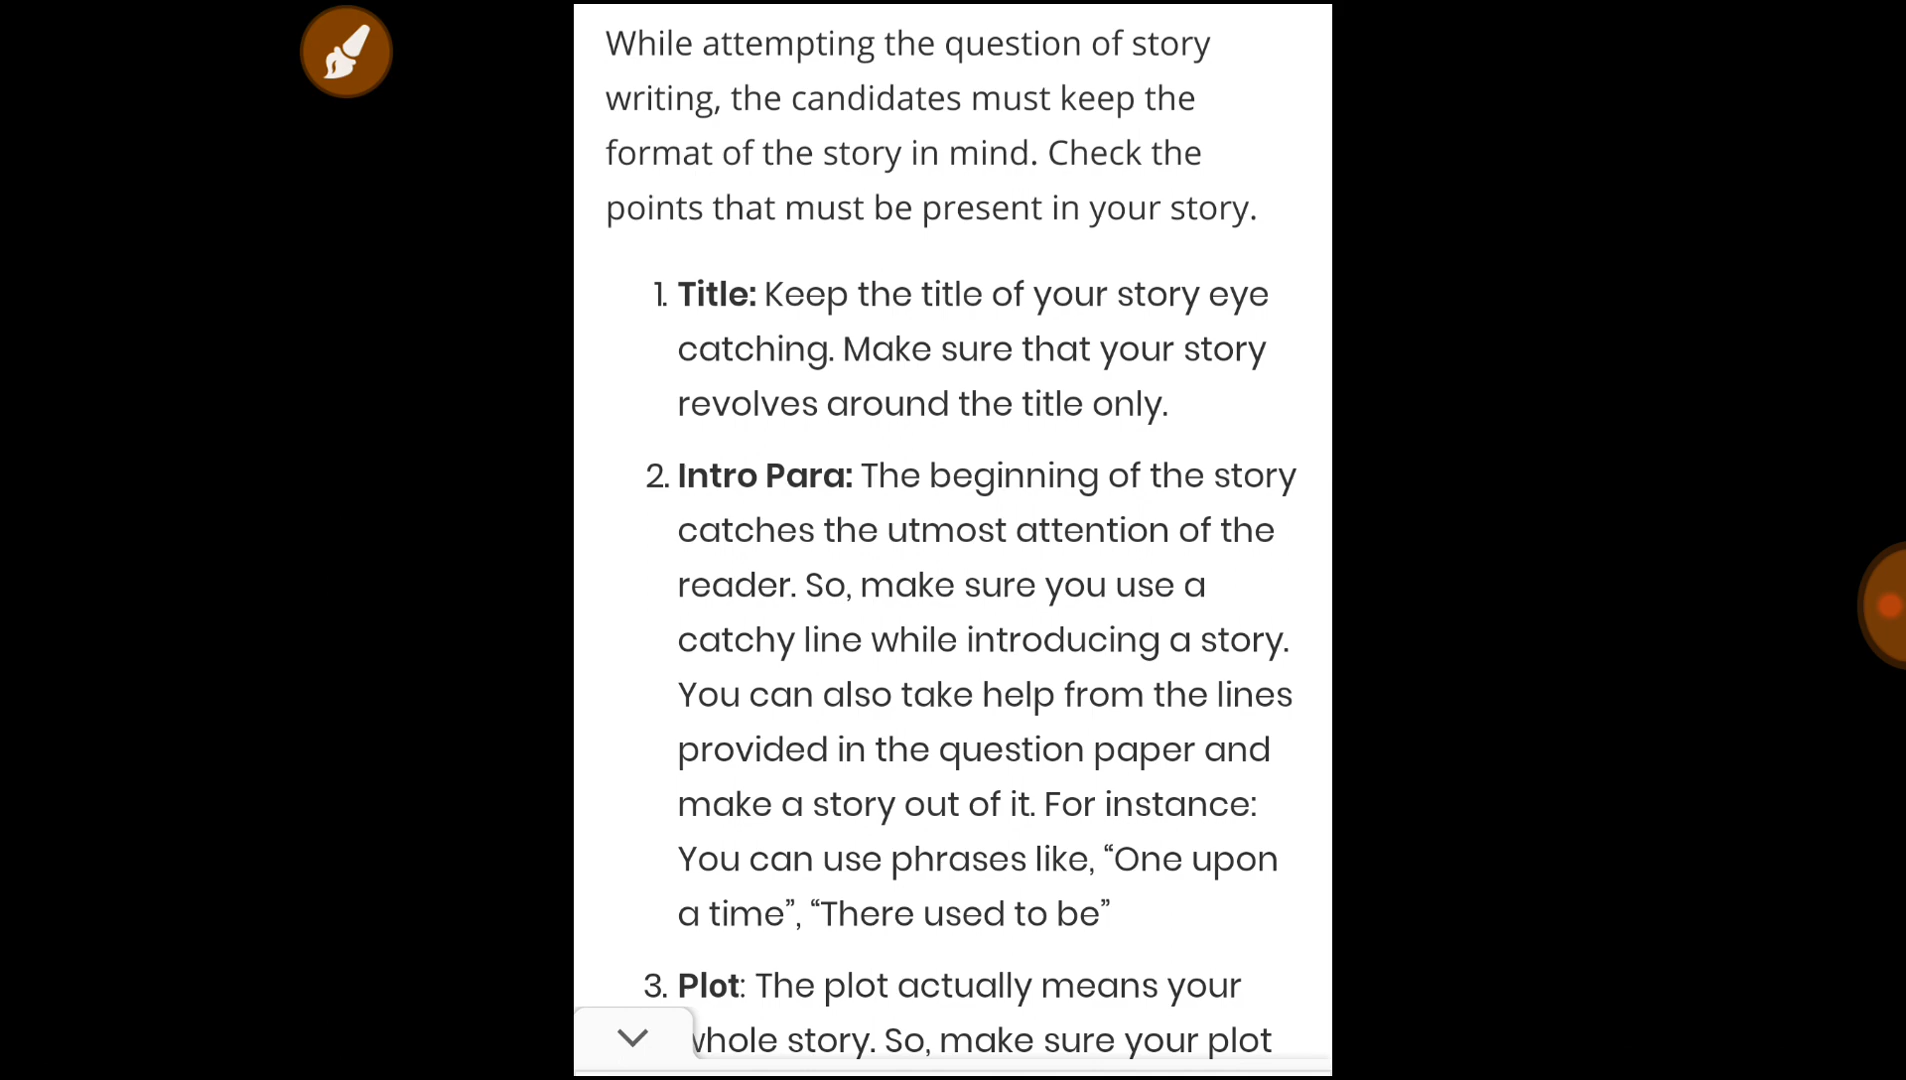 While attempting the question of story
writing, the candidates must keep the
format of the story in mind. Check the
points that must be present in your story.
1. Title: Keep the title of your story eye
catching. Make sure that your story
revolves around the title only.
2. Intro Para: The beginning of the story
catches the utmost attention of the
reader. So, make sure you use a
catchy line while introducing a story.
You can also take help from the lines
provided in the question paper and
make a story out of it. For instance:
You can use phrases like, “One upon
a time”, “There used to be”
3. Plot: The plot actually means your
whole story. So, make sure your plot